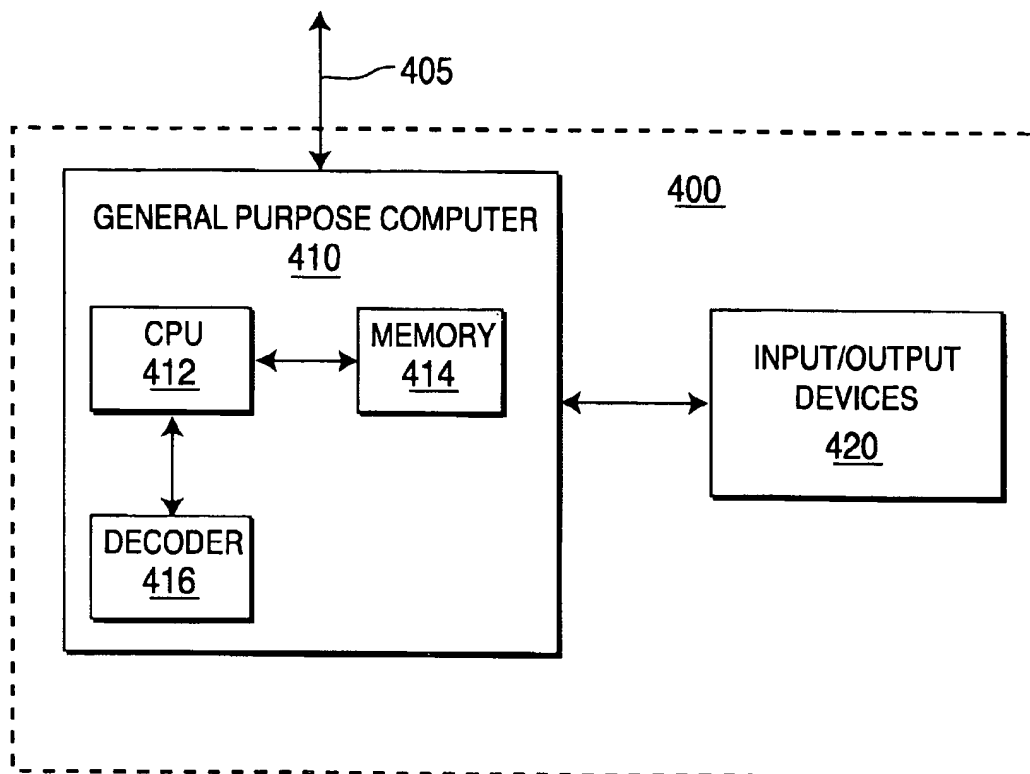 405
400
GENERAL PURPOSE COMPUTER
410
CPU
412
MEMORY
414
INPUT/OUTPUT
DEVICES
420
DECODER
416